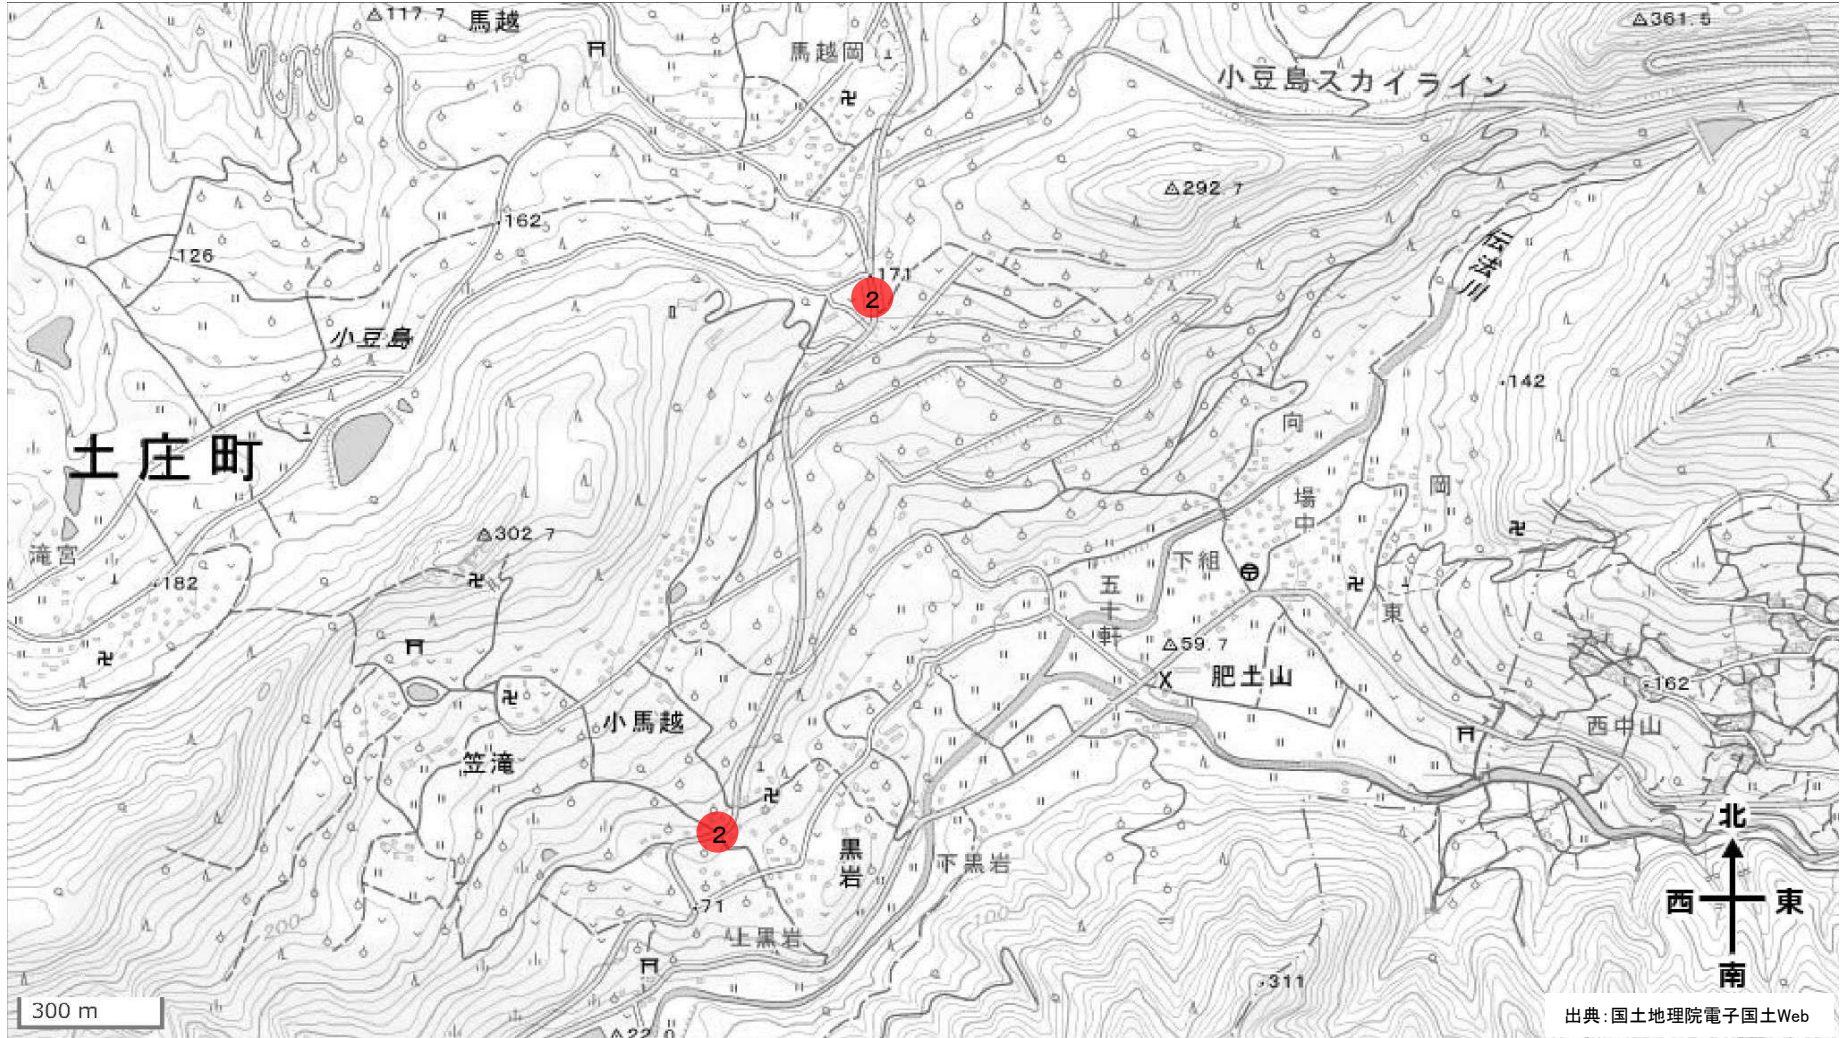 117.7
馬越
馬越岡
361.5
小豆島スカイライン
150
292.7
162
126
伝法川
171
2
小豆島
142
向
土庄町
岡
場中
302.7
滝宮
下組
五十軒
182
東
59.7
肥土山
162
小馬越
西中山
笠滝
北
2
黒岩
下黒岩
西
東
71
100
200
上黒岩
南
311
300 m
出典：国土地理院電子国土Web